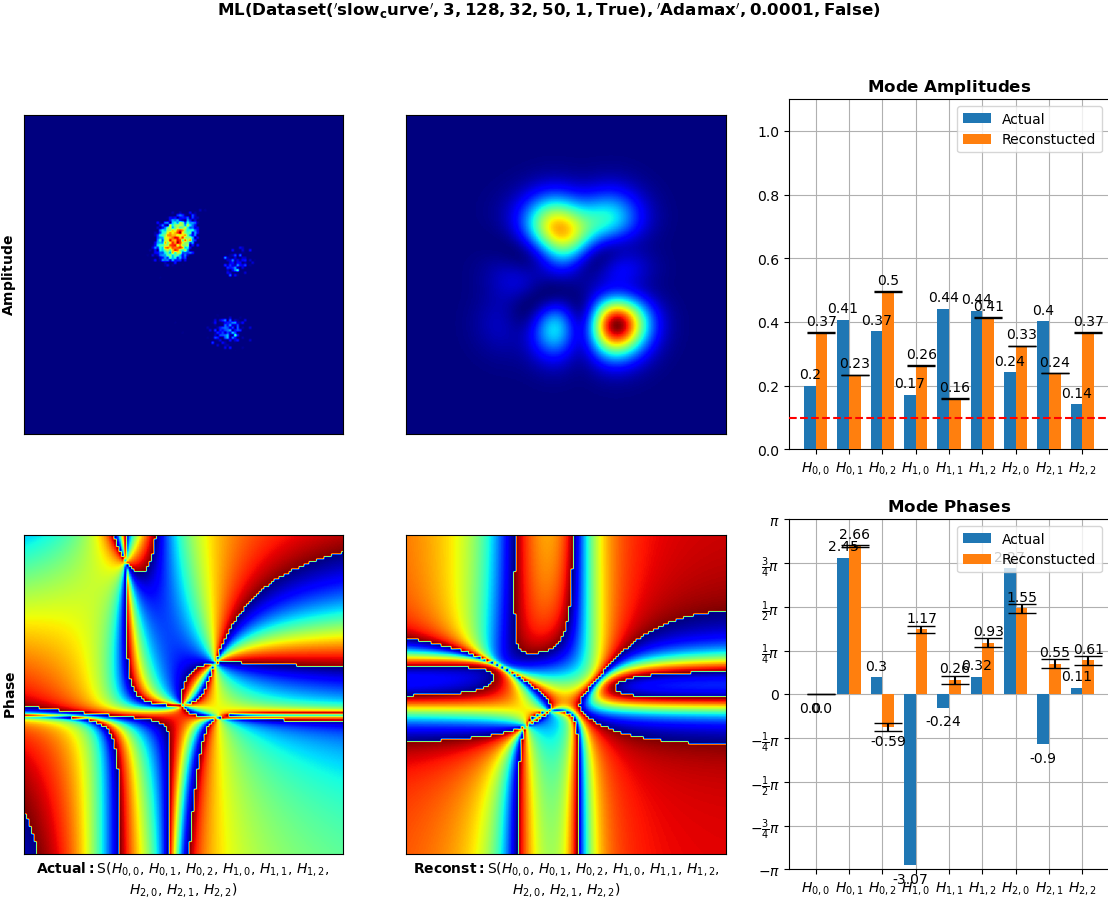 ML(Dataset('slow_curve', 3, 128, 32, 50, 1, True), 'Adamax', 0.0001, False)
Amplitude
Mode Amplitudes
Actual
Reconstucted
1.0
0.8
0.6
0.4
0.2
0.0
0.2
0.37
0.41
0.23
0.37
0.5
0.17
0.26
0.44
0.16
0.44
0.41
0.24
0.33
0.4
0.24
0.14
0.37
H0,0 H0,1 H0,2 H1,0 H1,1 H1,2 H2,0 H2,1 H2,2
Phase
Mode Phases
Actual
Reconstucted
π
3/4π
1/2π
1/4π
0
−1/4π
−1/2π
−3/4π
−π
0.0
0.0
2.45
2.66
0.3
-0.59
-3.07
1.17
-0.24
0.26
0.32
0.93
1.55
-0.9
0.55
0.11
0.61
H0,0 H0,1 H0,2 H1,0 H1,1 H1,2 H2,0 H2,1 H2,2
Actual: S(H0,0, H0,1, H0,2, H1,0, H1,1, H1,2,
H2,0, H2,1, H2,2)
Reconst: S(H0,0, H0,1, H0,2, H1,0, H1,1, H1,2,
H2,0, H2,1, H2,2)